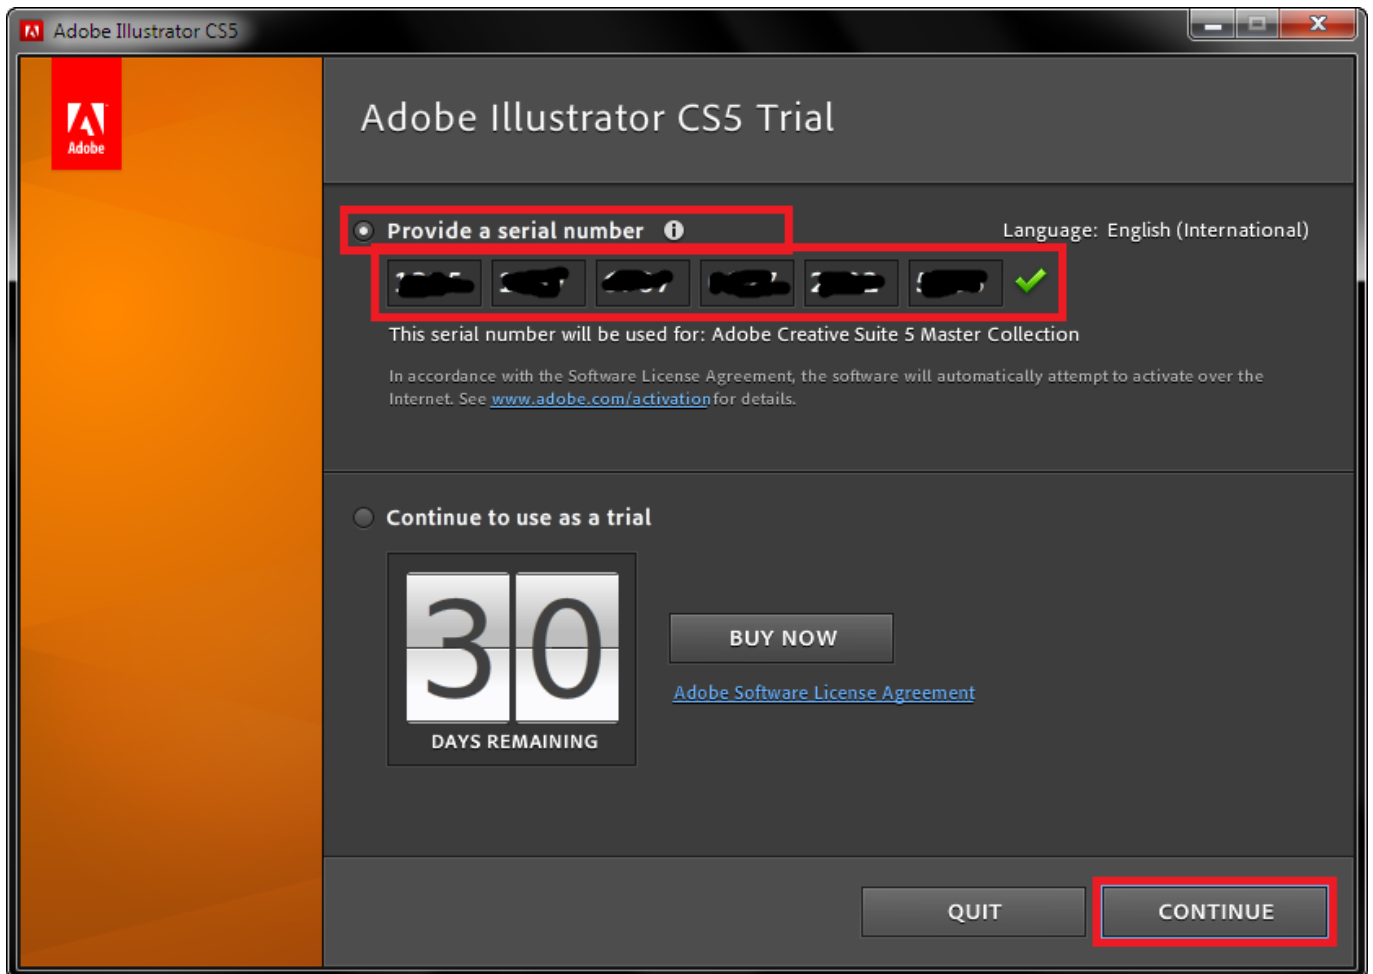 Adobe Illustrator CS5
Adobe
Adobe Illustrator CS5 Trial
Provide a serial number
Language: English (International)
This serial number will be used for: Adobe Creative Suite 5 Master Collection
In accordance with the Software License Agreement, the software will automatically attempt to activate over the
Internet. See www.adobe.com/activation for details.
Continue to use as a trial
30
DAYS REMAINING
BUY NOW
Adobe Software License Agreement
QUIT
CONTINUE